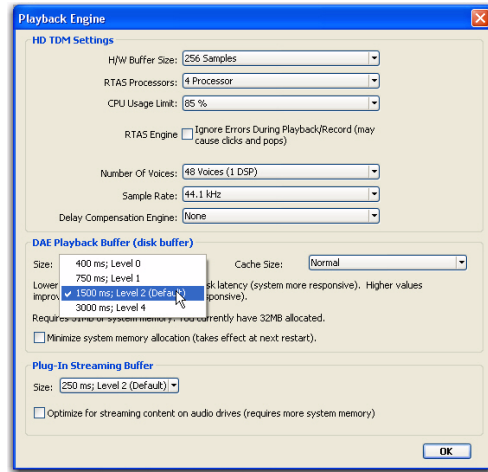 Playback Engine
HD TDM Settings
H/W Buffer Size: 256 Samples
RTAS Processors: 4 Processor
CPU Usage Limit: 85 %
RTAS Engine Ignore Errors During Playback/Record (may
cause clicks and pops)
Number Of Voices: 48 Voices (1 DSP)
Sample Rate: 44.1 kHz
Delay Compensation Engine: None
DAE Playback Buffer (disk buffer)
Size: Cache Size: Normal
400 ms; Level 0
750 ms; Level 1
1500 ms; Level 2 (Default)
3000 ms; Level 4
Lower sk latency (system more responsive). Higher values
improv sponsive).
Requires 31MB of system memory. You currently have 32MB allocated.
Minimize system memory allocation (takes effect at next restart).
Plug-In Streaming Buffer
Size: 250 ms; Level 2 (Default)
Optimize for streaming content on audio drives (requires more system memory)
OK